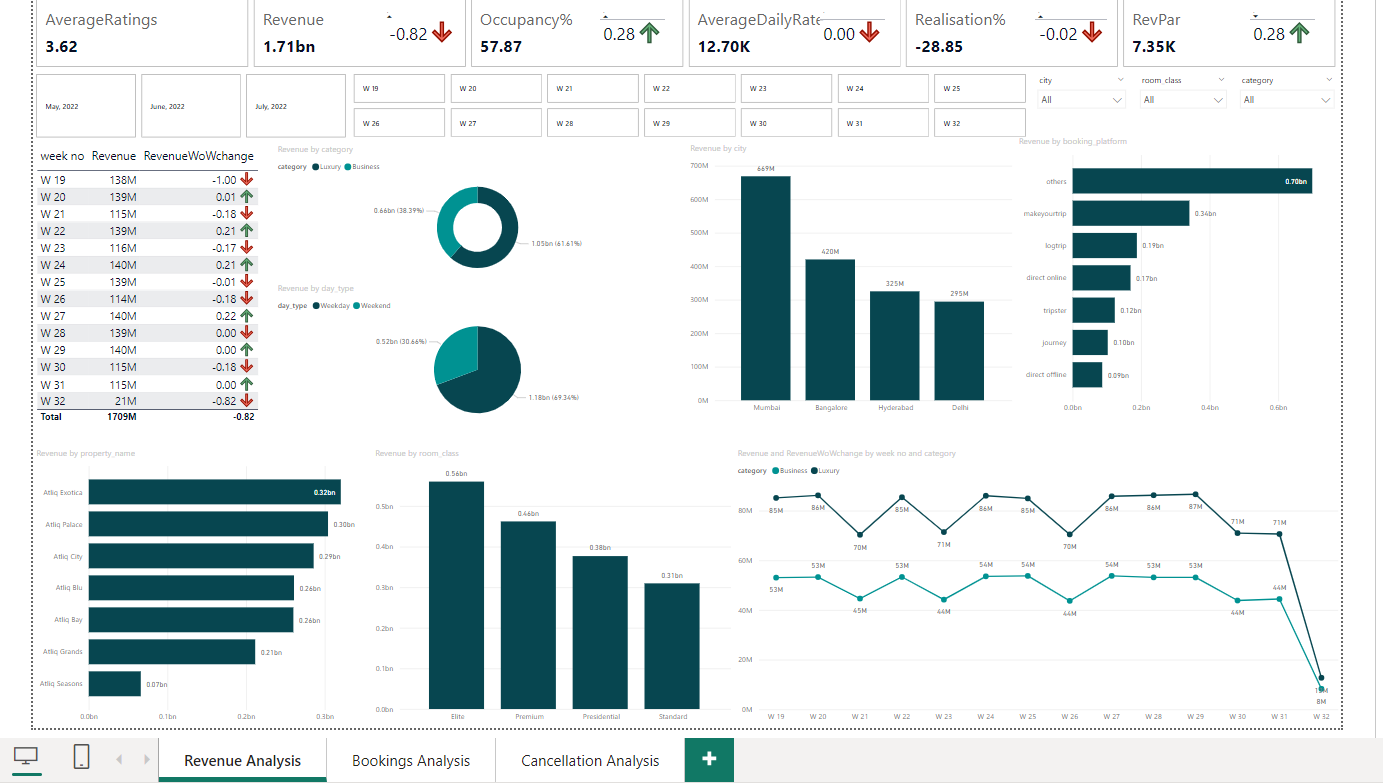 AverageRatings
3.62
Revenue
1.71bn
-0.82
Occupancy%
57.87
0.28
AverageDailyRate
12.70K
0.00
Realisation%
-28.85
-0.02
RevPar
7.35K
0.28
May, 2022
June, 2022
July, 2022
W 19
W 20
W 21
W 22
W 23
W 24
W 25
W 26
W 27
W 28
W 29
W 30
W 31
W 32
city
All
room_class
All
category
All
week no Revenue RevenueWoWchange
W 19 138M -1.00
W 20 139M 0.01
W 21 115M -0.18
W 22 139M 0.21
W 23 116M -0.17
W 24 140M 0.21
W 25 139M -0.01
W 26 114M -0.18
W 27 140M 0.22
W 28 139M 0.00
W 29 140M 0.00
W 30 115M -0.18
W 31 115M 0.00
W 32 21M -0.82
Total 1709M -0.82
Revenue by category
category Luxury Business
0.66bn (38.39%)
1.05bn (61.61%)
Revenue by day_type
day_type Weekday Weekend
0.52bn (30.66%)
1.18bn (69.34%)
Revenue by city
700M
600M
500M
400M
300M
200M
100M
0M
669M
420M
325M
295M
Mumbai Bangalore Hyderabad Delhi
Revenue by booking_platform
others 0.70bn
makeyourtrip 0.34bn
logtrip 0.19bn
direct online 0.17bn
tripster 0.12bn
journey 0.10bn
direct offline 0.09bn
0.0bn 0.2bn 0.4bn 0.6bn
Revenue by property_name
Atliq Exotica 0.32bn
Atliq Palace 0.30bn
Atliq City 0.29bn
Atliq Blu 0.26bn
Atliq Bay 0.26bn
Atliq Grands 0.21bn
Atliq Seasons 0.07bn
0.0bn 0.1bn 0.2bn 0.3bn
Revenue by room_class
0.5bn
0.4bn
0.3bn
0.2bn
0.1bn
0.0bn
0.56bn
0.46bn
0.38bn
0.31bn
Elite Premium Presidential Standard
Revenue and RevenueWoWchange by week no and category
category Business Luxury
80M
60M
40M
20M
0M
85M 86M 70M 85M 71M 86M 85M 70M 86M 86M 87M 71M 71M
53M 53M 45M 53M 44M 54M 54M 44M 54M 53M 53M 44M 44M
8M
W 19 W 20 W 21 W 22 W 23 W 24 W 25 W 26 W 27 W 28 W 29 W 30 W 31 W 32
Revenue Analysis
Bookings Analysis
Cancellation Analysis
+